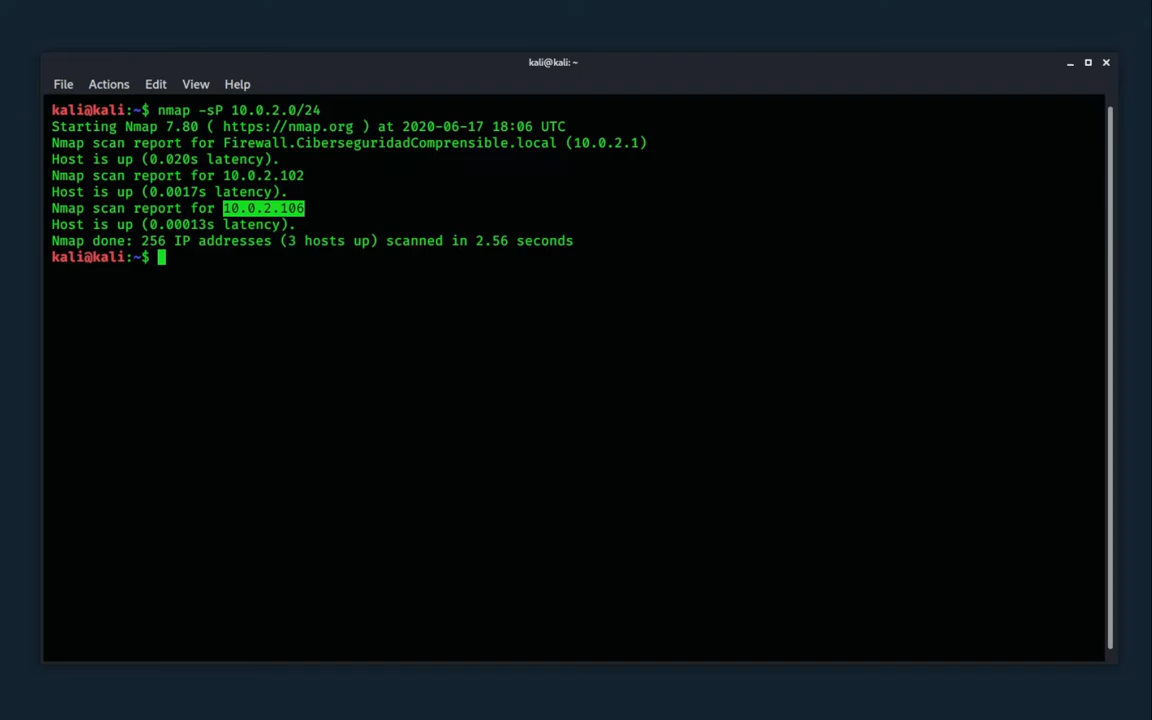 kali@kali: ~
File Actions Edit View Help
kali@kali:~$ nmap -sP 10.0.2.0/24
Starting Nmap 7.80 ( https://nmap.org ) at 2020-06-17 18:06 UTC
Nmap scan report for Firewall.CiberseguridadComprensible.local (10.0.2.1)
Host is up (0.020s latency).
Nmap scan report for 10.0.2.102
Host is up (0.0017s latency).
Nmap scan report for 10.0.2.106
Host is up (0.00013s latency).
Nmap done: 256 IP addresses (3 hosts up) scanned in 2.56 seconds
kali@kali:~$